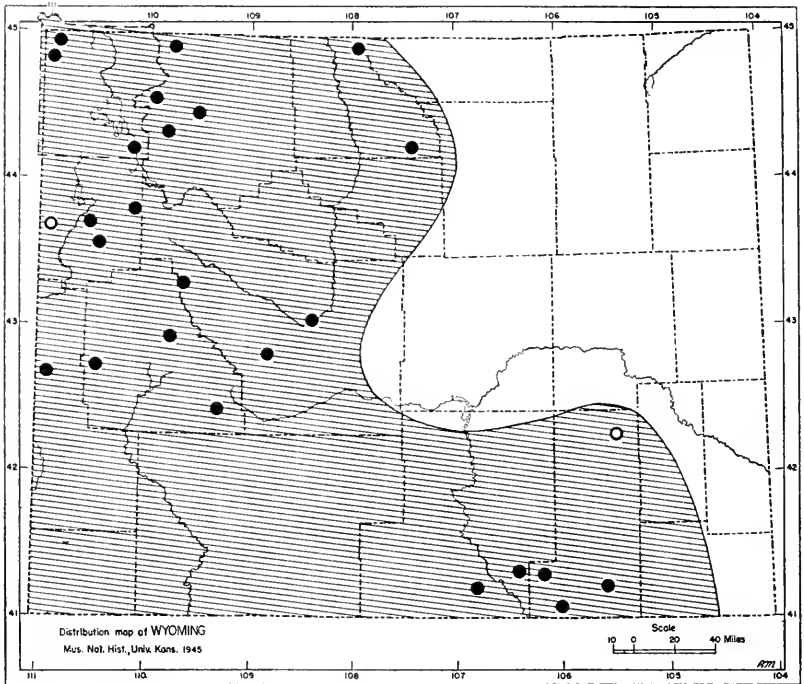 110 109 108 107 106 105
45 45
44 44
43 43
42 42
41 41
Distribution map of WYOMING
Mus. Nat. Hist., Univ. Kans. 1945
Scale
10 0 20 40 Miles
RM
111 110 109 108 107 106 105 104